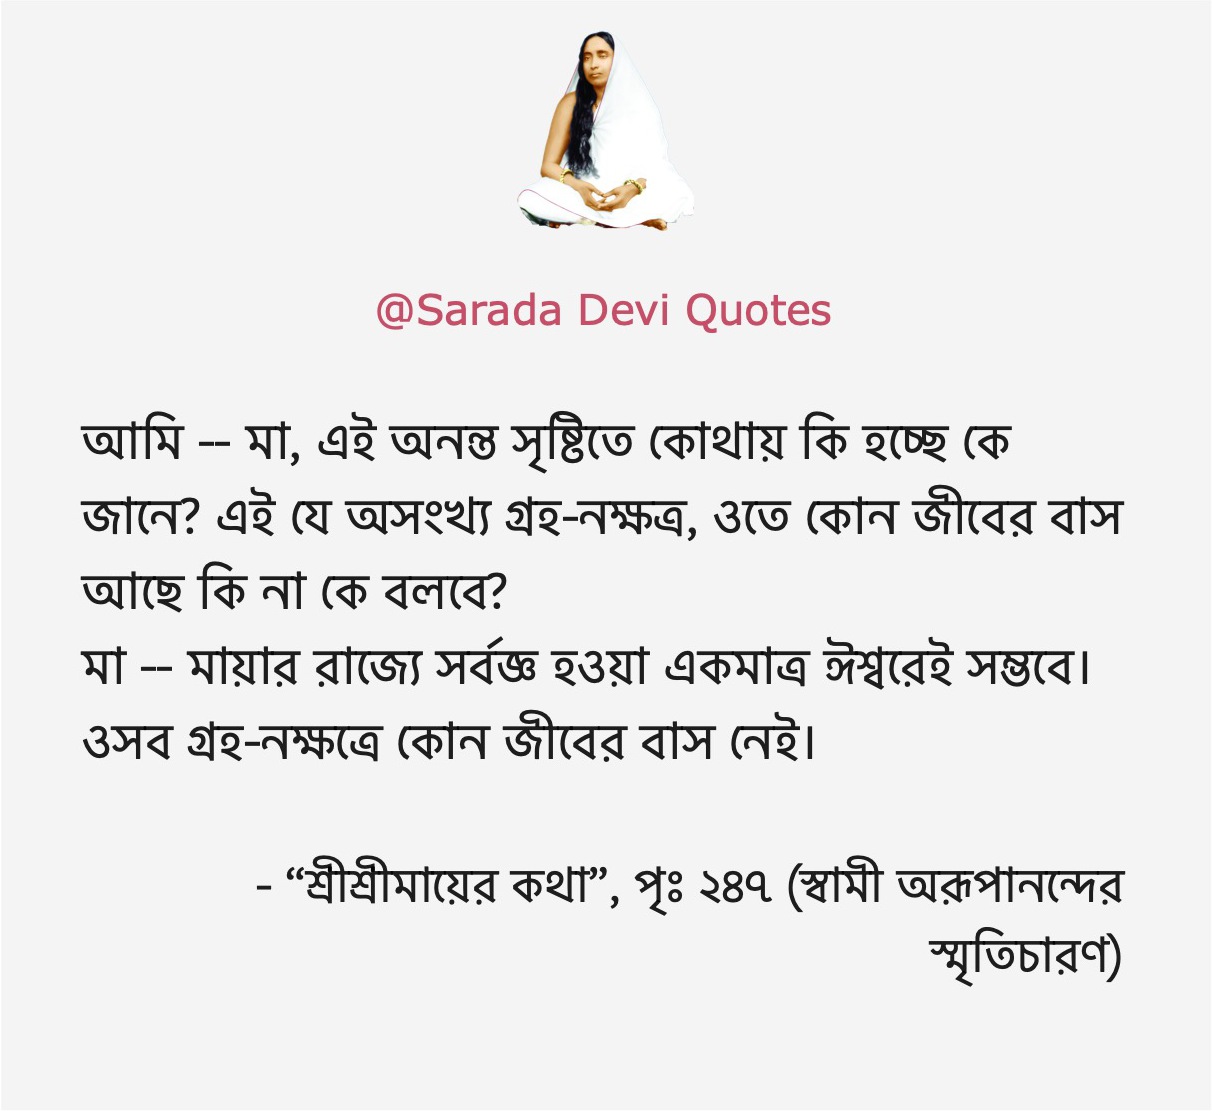 @Sarada Devi Quotes
আমি -- মা, এই অনন্ত সৃষ্টিতে কোথায় কি হচ্ছে কে
জানে? এই যে অসংখ্য গ্রহ-নক্ষত্র, ওতে কোন জীবের বাস
আছে কি না কে বলবে?
মা -- মায়ার রাজ্যে সর্বজ্ঞ হওয়া একমাত্র ঈশ্বরেই সম্ভবে।
ওসব গ্রহ-নক্ষত্রে কোন জীবের বাস নেই।
- “শ্রীশ্রীমায়ের কথা”, পৃঃ ২৪৭ (স্বামী অরূপানন্দের
স্মৃতিচারণ)